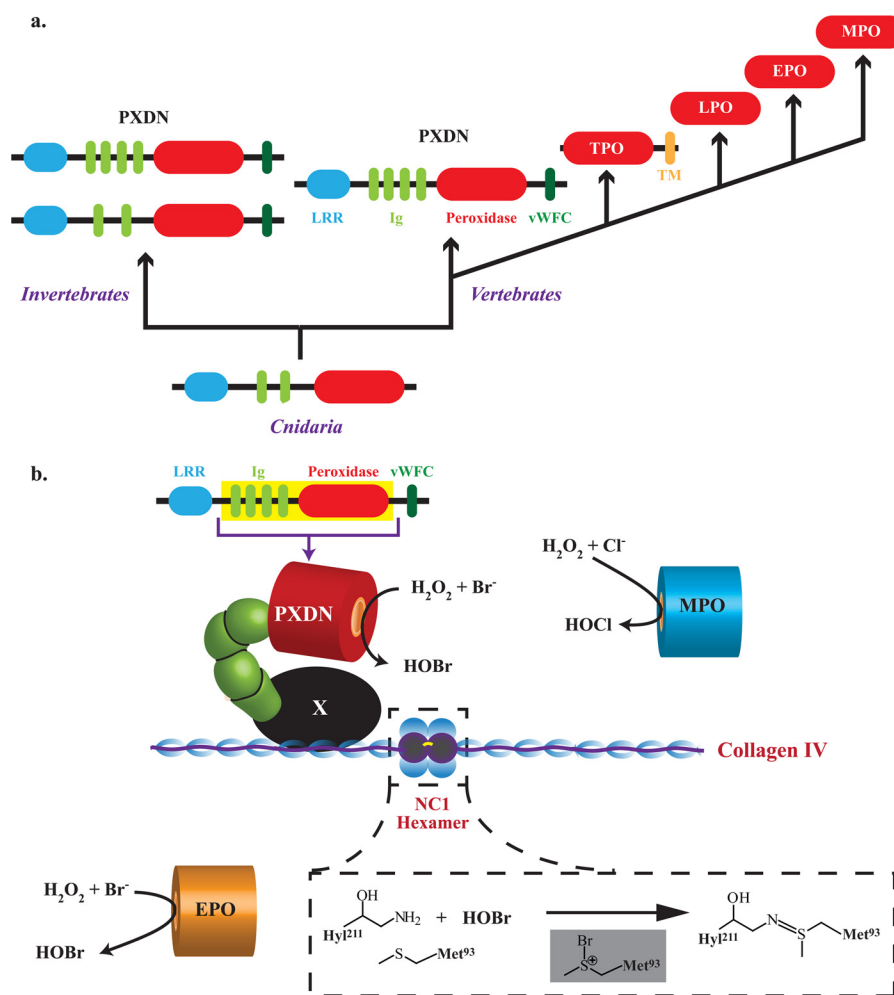 a.
MPO
EPO
LPO
PXDN
PXDN
TPO
TM
LRR
Ig
Peroxidase
vWFC
Invertebrates
Vertebrates
Cnidaria
b.
LRR
Ig
Peroxidase
vWFC
PXDN
H₂O₂ + Br⁻
HOBr
H₂O₂ + Cl⁻
MPO
HOCl
X
Collagen IV
NC1
Hexamer
H₂O₂ + Br⁻
EPO
HOBr
OH
NH₂
Hyl²¹¹
+
HOBr
S
Met⁹³
Br
S
⊕
Met⁹³
OH
N
Hyl²¹¹
S
Met⁹³